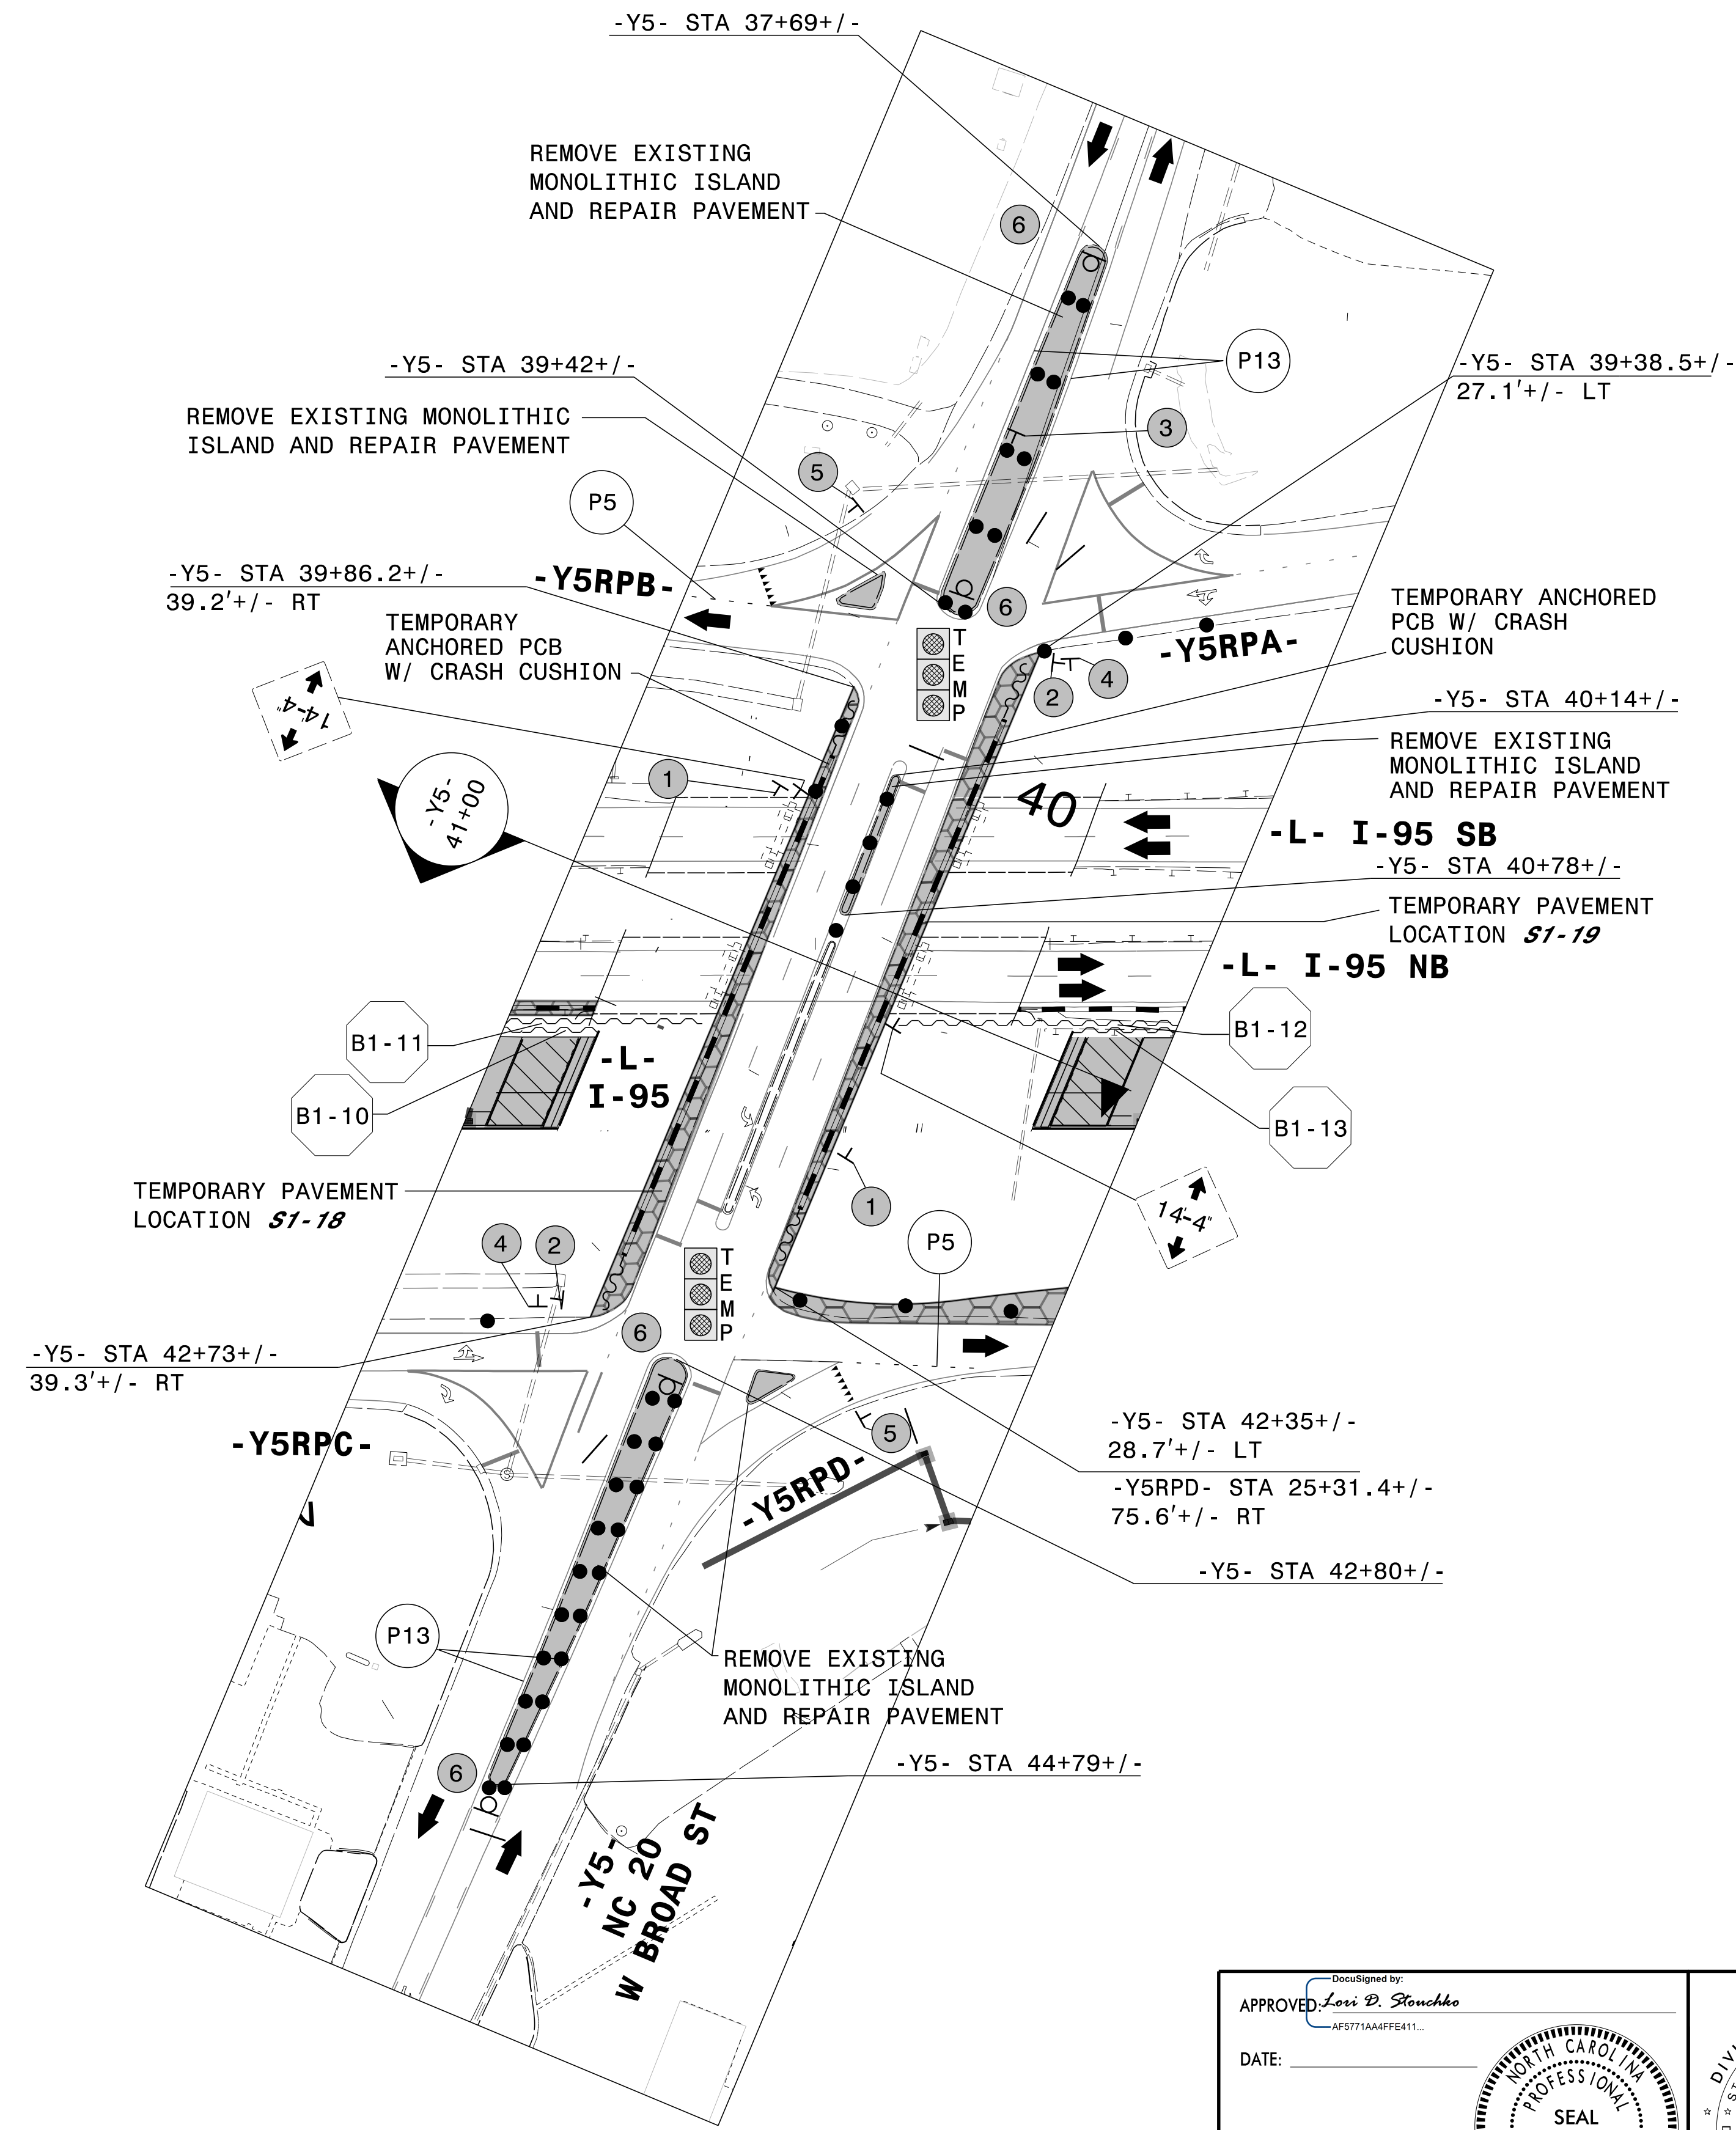 -Y5- STA 37+69+/-
REMOVE EXISTING
MONOLITHIC ISLAND
AND REPAIR PAVEMENT
6
P13
-Y5- STA 39+42+/-
-Y5- STA 39+38.5+/-
27.1'+/- LT
REMOVE EXISTING MONOLITHIC
ISLAND AND REPAIR PAVEMENT
3
5
P5
-Y5- STA 39+86.2+/-
39.2'+/- RT
-Y5RPB-
6
TEMPORARY
ANCHORED PCB
W/ CRASH CUSHION
TEMP
-Y5RPA-
TEMPORARY ANCHORED
PCB W/ CRASH
CUSHION
2
4
14'-4"
-Y5- STA 40+14+/-
REMOVE EXISTING
MONOLITHIC ISLAND
AND REPAIR PAVEMENT
1
-Y5-
41+00
40
-L- I-95 SB
-Y5- STA 40+78+/-
TEMPORARY PAVEMENT
LOCATION S1-19
-L- I-95 NB
B1-11
B1-12
-L-
I-95
B1-10
B1-13
TEMPORARY PAVEMENT
LOCATION S1-18
1
14'-4"
4
2
P5
TEMP
6
-Y5- STA 42+73+/-
39.3'+/- RT
-Y5RPC-
5
-Y5RPD-
-Y5- STA 42+35+/-
28.7'+/- LT
-Y5RPD- STA 25+31.4+/-
75.6'+/- RT
S
-Y5- STA 42+80+/-
P13
REMOVE EXISTING
MONOLITHIC ISLAND
AND REPAIR PAVEMENT
6
-Y5- STA 44+79+/-
-Y5-
NC 20
W BROAD ST
DocuSigned by:
APPROVED: Lori D. Stouchko
AF5771AA4FFE411...
DATE:
NORTH CAROLINA
PROFESSIONAL
SEAL